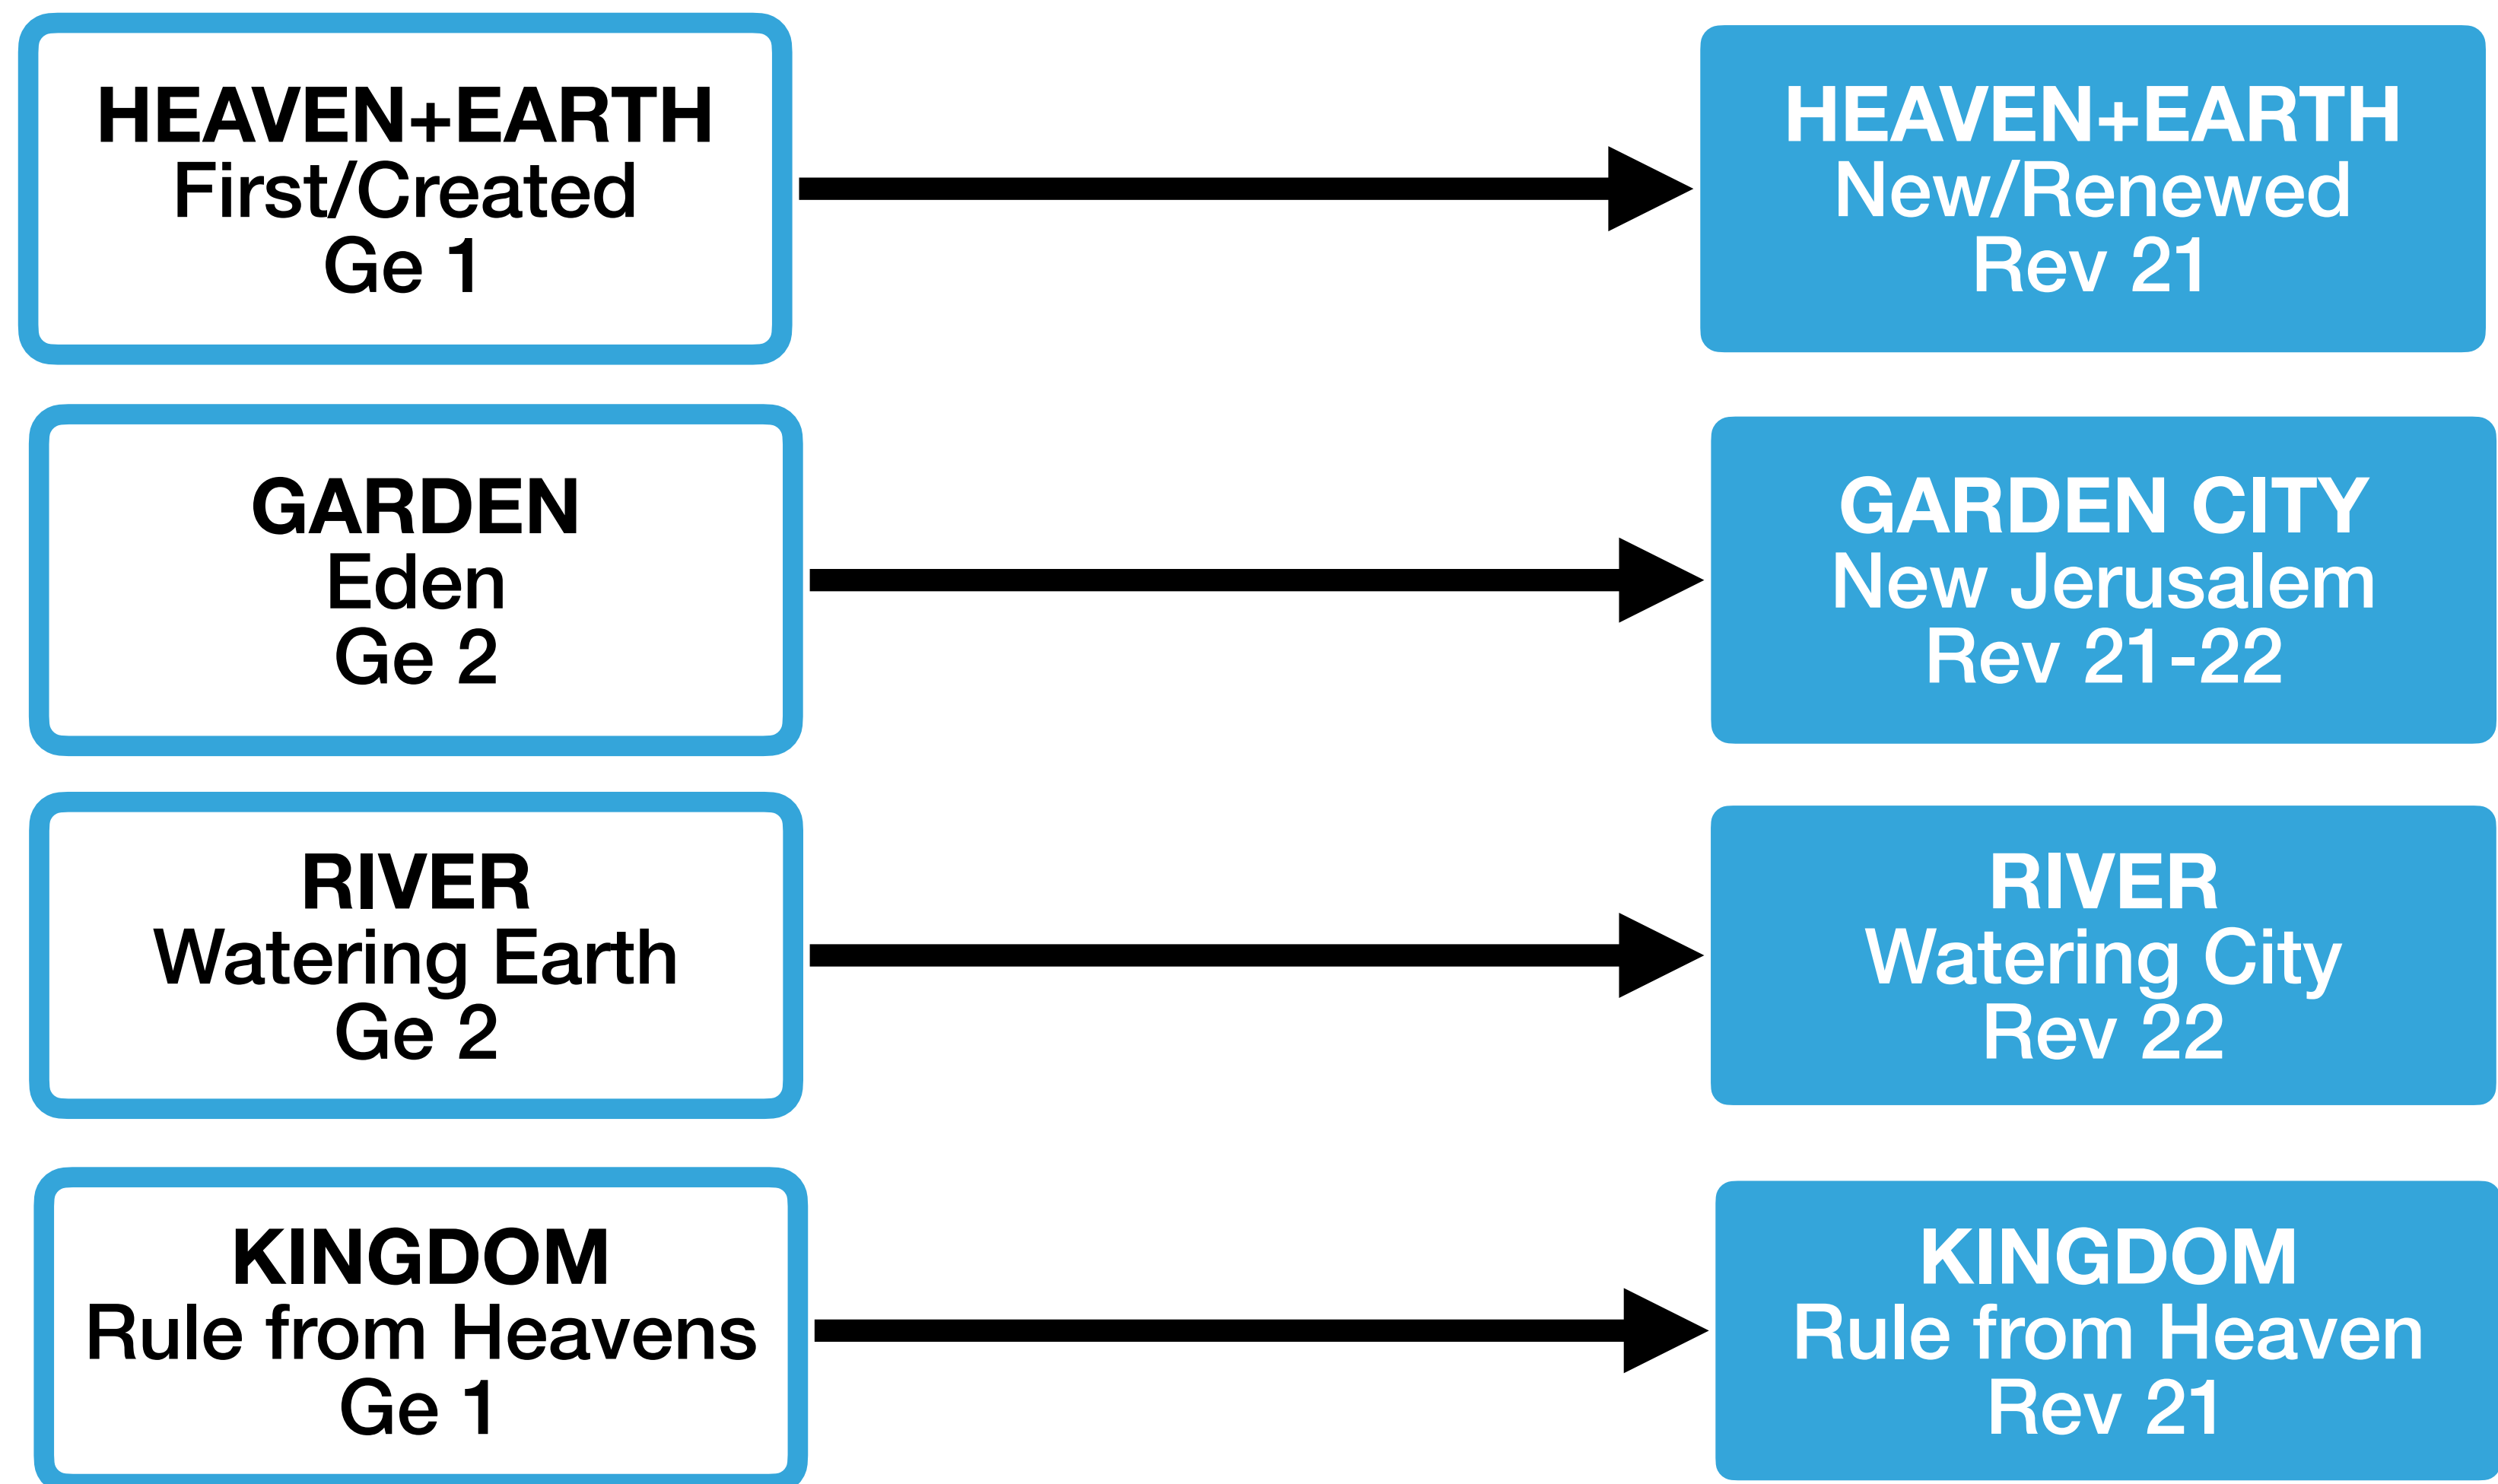 HEAVEN+EARTH
First/Created
Ge 1
HEAVEN+EARTH
New/Renewed
Rev 21
GARDEN
Eden
Ge 2
GARDEN CITY
New Jerusalem
Rev 21-22
RIVER
Watering Earth
Ge 2
RIVER
Watering City
Rev 22
KINGDOM
Rule from Heavens
Ge 1
KINGDOM
Rule from Heaven
Rev 21